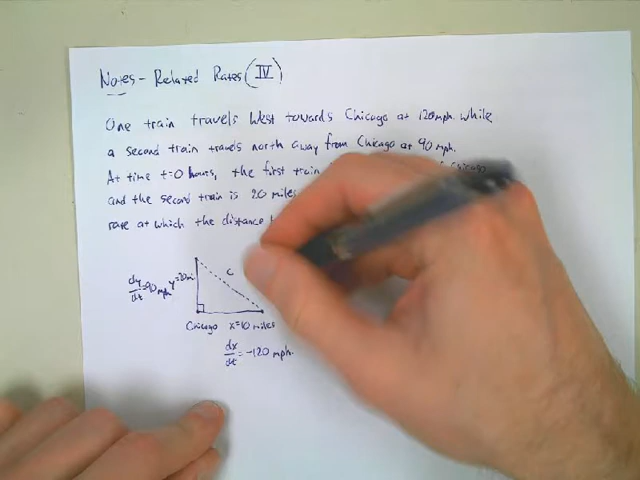 Notes - Related Rates (IV)
One train travels West towards Chicago at 120mph. while
a second train travels north away from Chicago at 90 mph.
At time t=0 hours, the first train Chicago
and the second train is 20 miles
rate at which the distance
dy/dt=90 mph y=20mi c
Chicago x=10 miles
dx/dt=-120 mph.